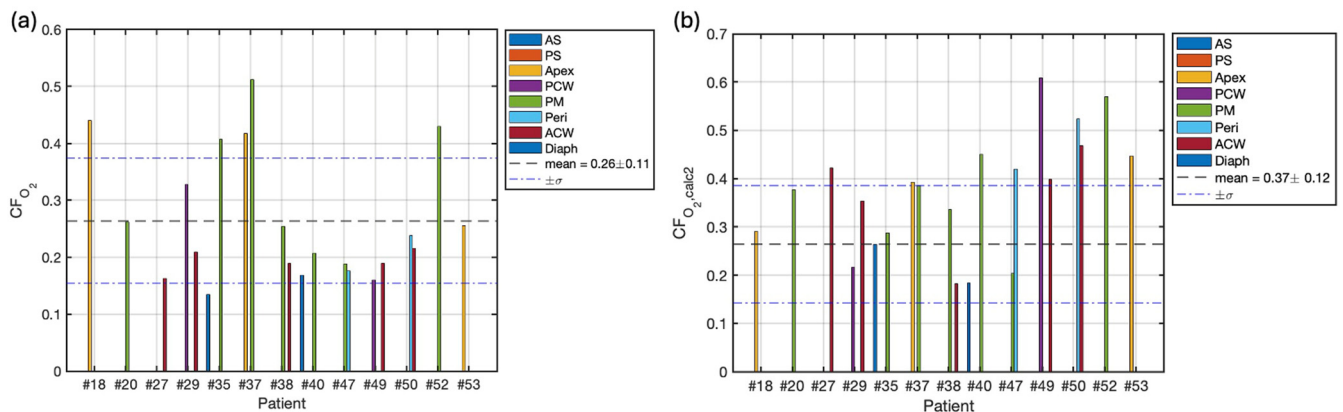 (a)
0.6
0.5
0.4
0.3
0.2
0.1
0
CF_O2
#18 #20 #27 #29 #35 #37 #38 #40 #47 #49 #50 #52 #53
Patient
AS
PS
Apex
PCW
PM
Peri
ACW
Diaph
mean = 0.26±0.11
±σ
(b)
0.7
0.6
0.5
0.4
0.3
0.2
0.1
0
CF_O2,calc2
#18 #20 #27 #29 #35 #37 #38 #40 #47 #49 #50 #52 #53
Patient
AS
PS
Apex
PCW
PM
Peri
ACW
Diaph
mean = 0.37± 0.12
±σ